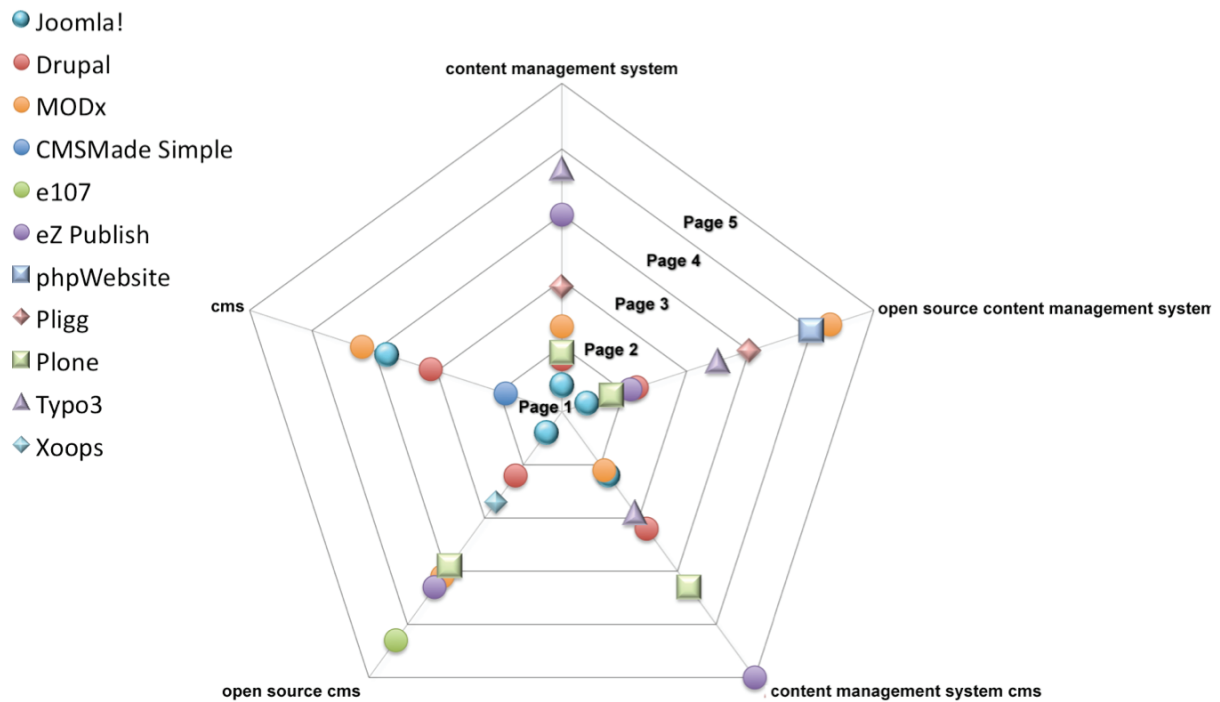 Joomla!
Drupal
MODx
CMSMade Simple
e107
eZ Publish
phpWebsite
Pligg
Plone
Typo3
Xoops
content management system
Page 5
Page 4
Page 3
cms
open source content management system
Page 2
Page 1
open source cms
content management system cms